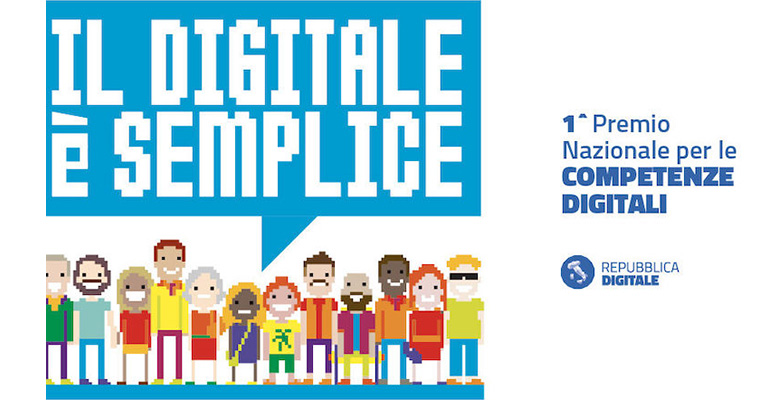 IL DIGITALE
è SEMPLICE
1^ Premio
Nazionale per le
COMPETENZE
DIGITALI
REPUBBLICA
DIGITALE